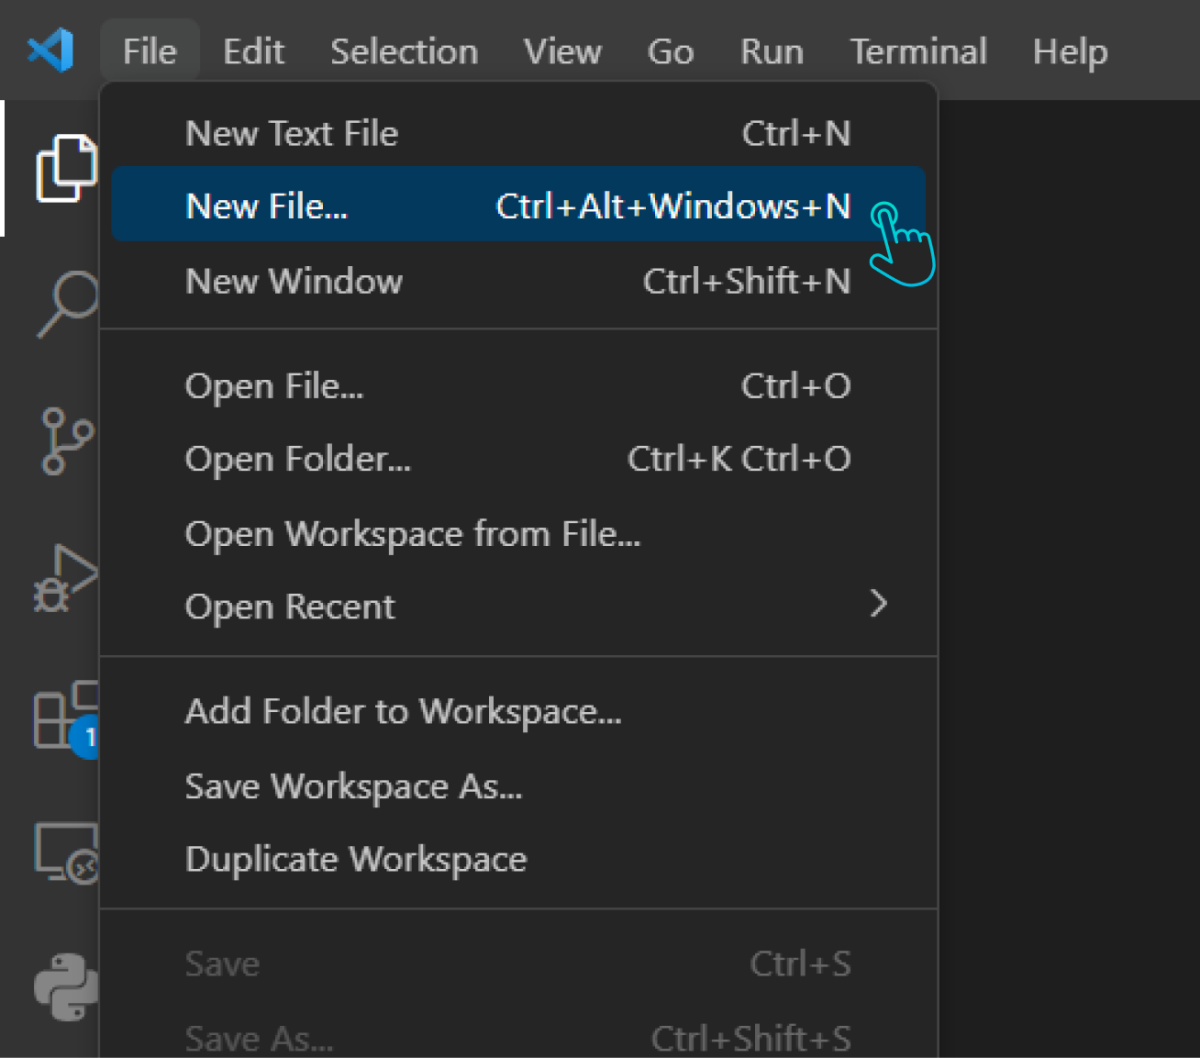 File Edit Selection View Go Run Terminal Help
New Text File Ctrl+N
New File... Ctrl+Alt+Windows+N
New Window Ctrl+Shift+N
Open File... Ctrl+O
Open Folder... Ctrl+K Ctrl+O
Open Workspace from File...
Open Recent
Add Folder to Workspace...
1
Save Workspace As...
Duplicate Workspace
Save Ctrl+S
Save As... Ctrl+Shift+S